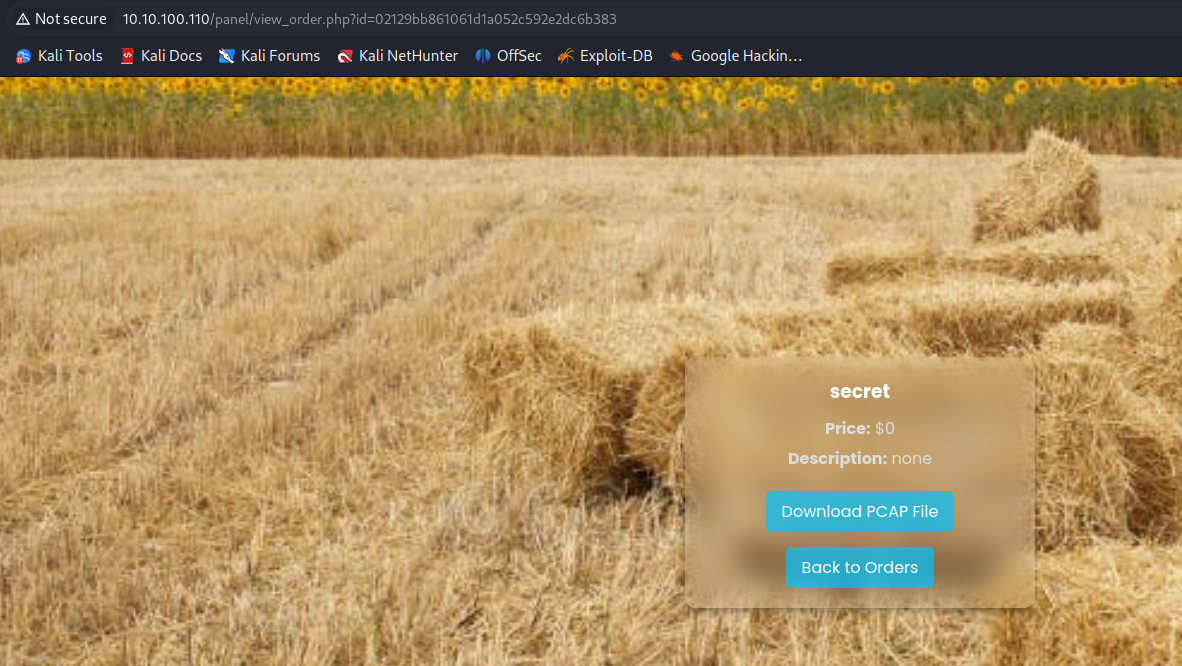 Not secure 10.10.100.110/panel/view_order.php?id=02129bb861061d1a052c592e2dc6b383
Kali Tools Kali Docs Kali Forums Kali NetHunter OffSec Exploit-DB Google Hackin...
secret
Price: $0
Description: none
Download PCAP File
Back to Orders